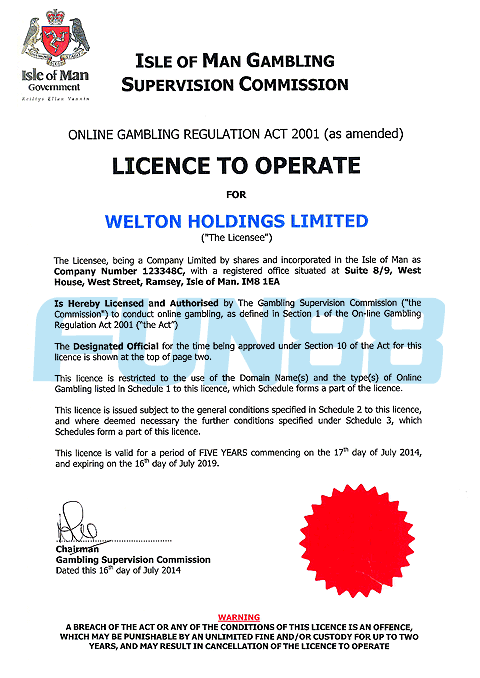 Isle of Man
Government
Reiltys Ellan Vannin
ISLE OF MAN GAMBLING
SUPERVISION COMMISSION
ONLINE GAMBLING REGULATION ACT 2001 (as amended)
LICENCE TO OPERATE
FOR
WELTON HOLDINGS LIMITED
("The Licensee")
The Licensee, being a Company Limited by shares and incorporated in the Isle of Man as
Company Number 123348C, with a registered office situated at Suite 8/9, West
House, West Street, Ramsey, Isle of Man. IM8 1EA
Is Hereby Licensed and Authorised by The Gambling Supervision Commission ("the
Commission") to conduct online gambling, as defined in Section 1 of the On-line Gambling
Regulation Act 2001 ("the Act")
FUN88
The Designated Official for the time being approved under Section 10 of the Act for this
licence is shown at the top of page two.
This licence is restricted to the use of the Domain Name(s) and the type(s) of Online
Gambling listed in Schedule 1 to this licence, which Schedule forms a part of the licence.
This licence is issued subject to the general conditions specified in Schedule 2 to this licence,
and where deemed necessary the further conditions specified under Schedule 3, which
Schedules form a part of this licence.
This licence is valid for a period of FIVE YEARS commencing on the 17th day of July 2014,
and expiring on the 16th day of July 2019.
Chairman
Gambling Supervision Commission
Dated this 16th day of July 2014
WARNING
A BREACH OF THE ACT OR ANY OF THE CONDITIONS OF THIS LICENCE IS AN OFFENCE,
WHICH MAY BE PUNISHABLE BY AN UNLIMITED FINE AND/OR CUSTODY FOR UP TO TWO
YEARS, AND MAY RESULT IN CANCELLATION OF THE LICENCE TO OPERATE